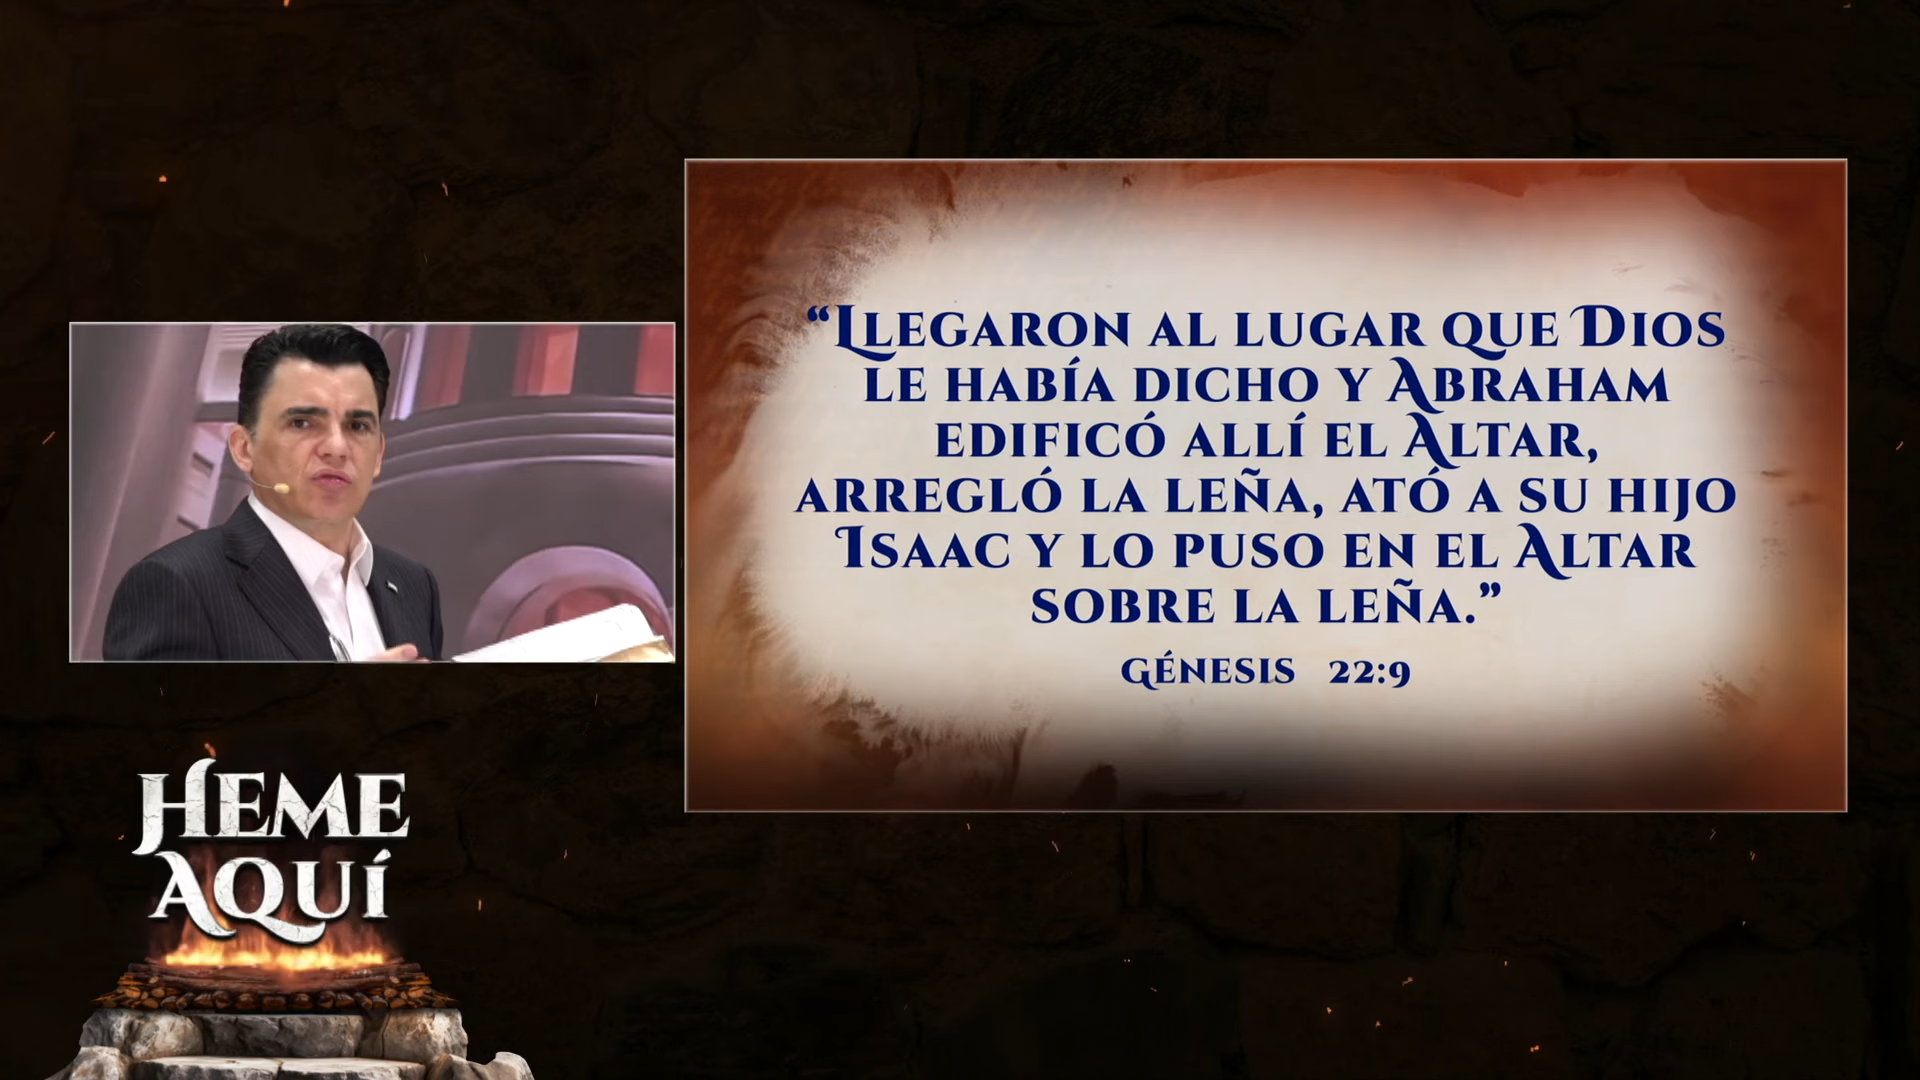 “Llegaron al lugar que Dios
le había dicho y Abraham
edificó allí el Altar,
arregló la leña, ató a su hijo
Isaac y lo puso en el Altar
sobre la leña.”
Génesis 22:9
Heme
Aquí